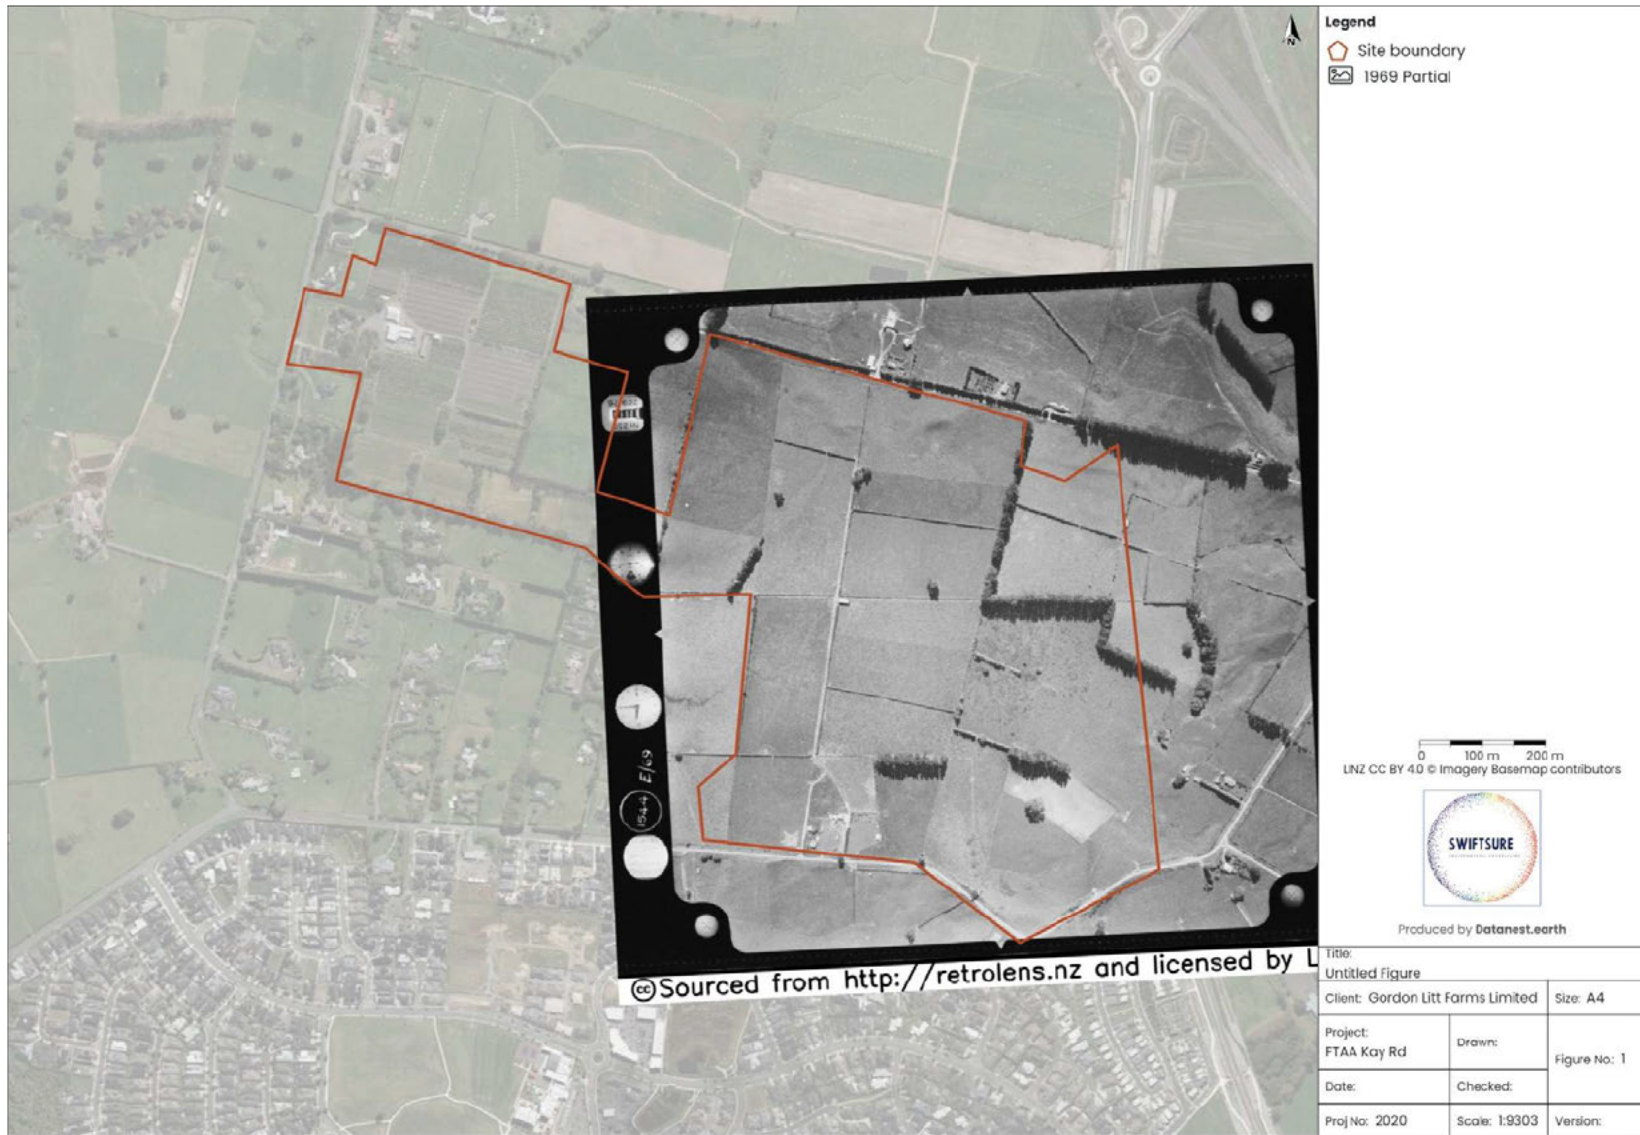 N
Legend
Site boundary
1969 Partial
1544 E/69
©Sourced from http://retrolens.nz and licensed by L
0 100 m 200 m
LINZ CC BY 4.0 © Imagery Basemap contributors
SWIFTSURE
Produced by Datanest.earth
Title:
Untitled Figure
Client: Gordon Litt Farms Limited Size: A4
Project:
FTAA Kay Rd
Drawn:
Figure No: 1
Date: Checked:
Proj No: 2020 Scale: 1:9303 Version: